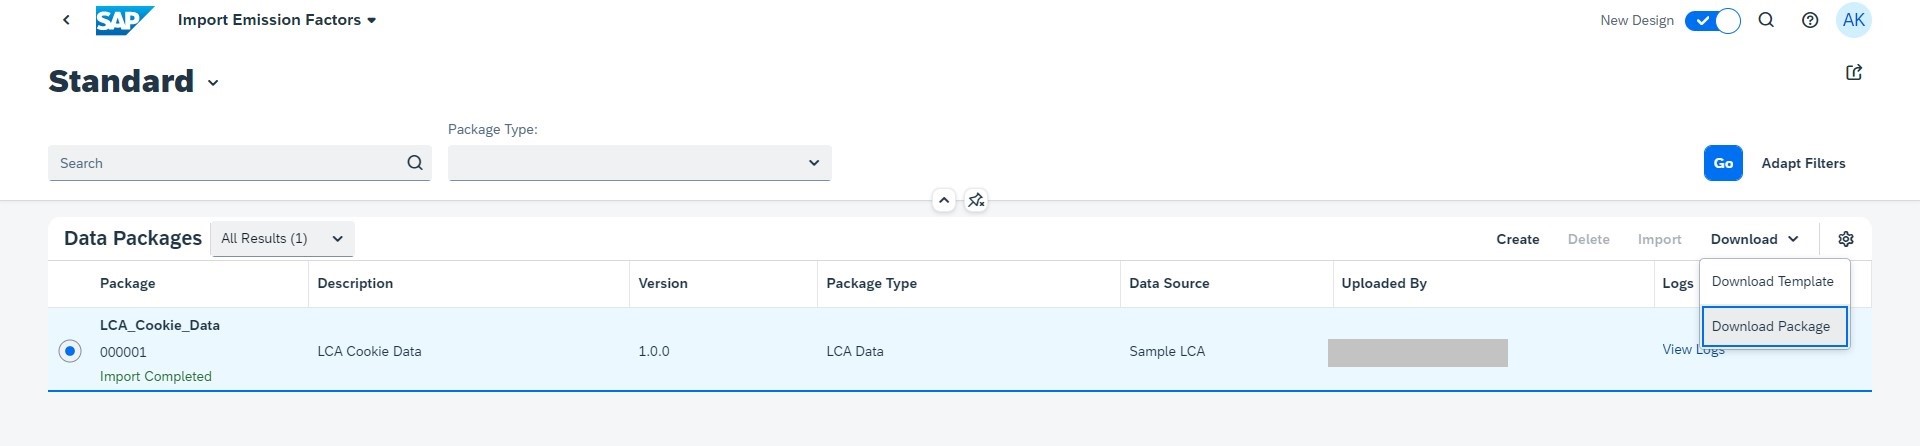 SAP Import Emission Factors New Design AK
Standard
Package Type:
Search Go Adapt Filters
Data Packages All Results (1) Create Delete Import Download
Package Description Version Package Type Data Source Uploaded By Logs
Download Template
Download Package
LCA_Cookie_Data
000001 LCA Cookie Data 1.0.0 LCA Data Sample LCA View Logs
Import Completed